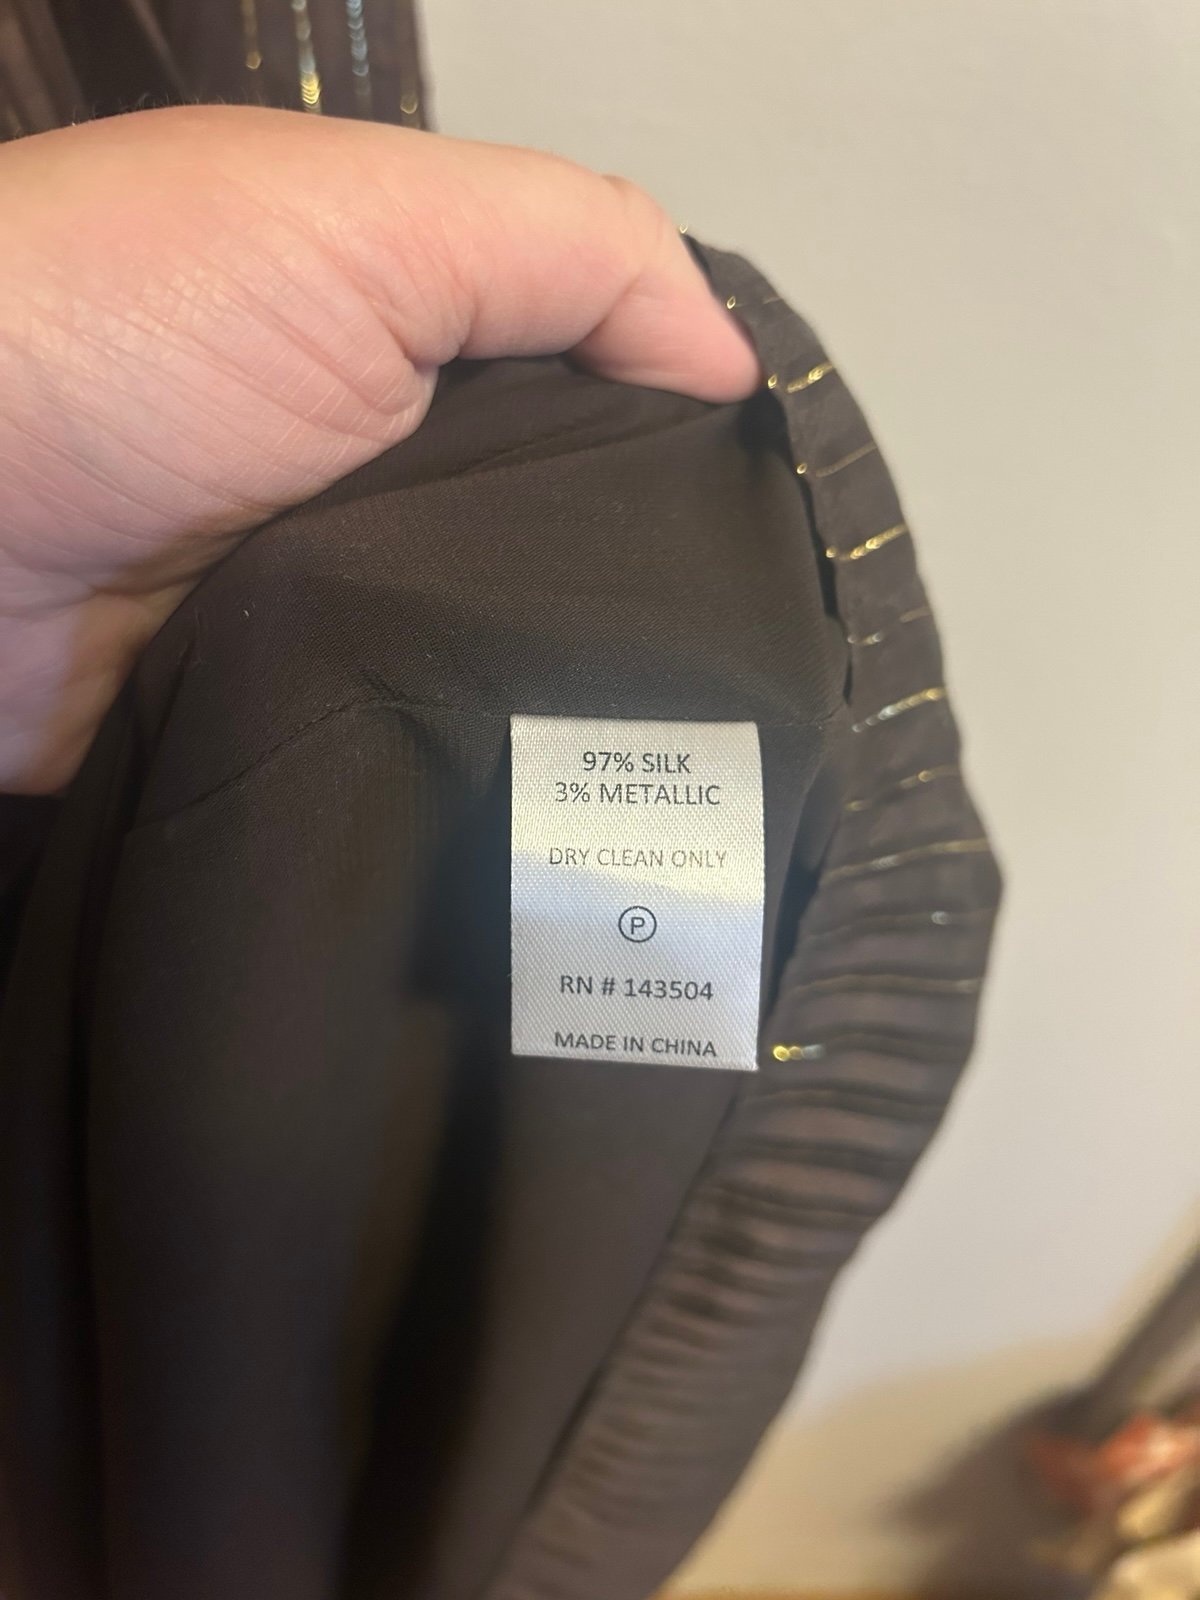 97% SILK
3% METALLIC
DRY CLEAN ONLY
P
RN # 143504
MADE IN CHINA